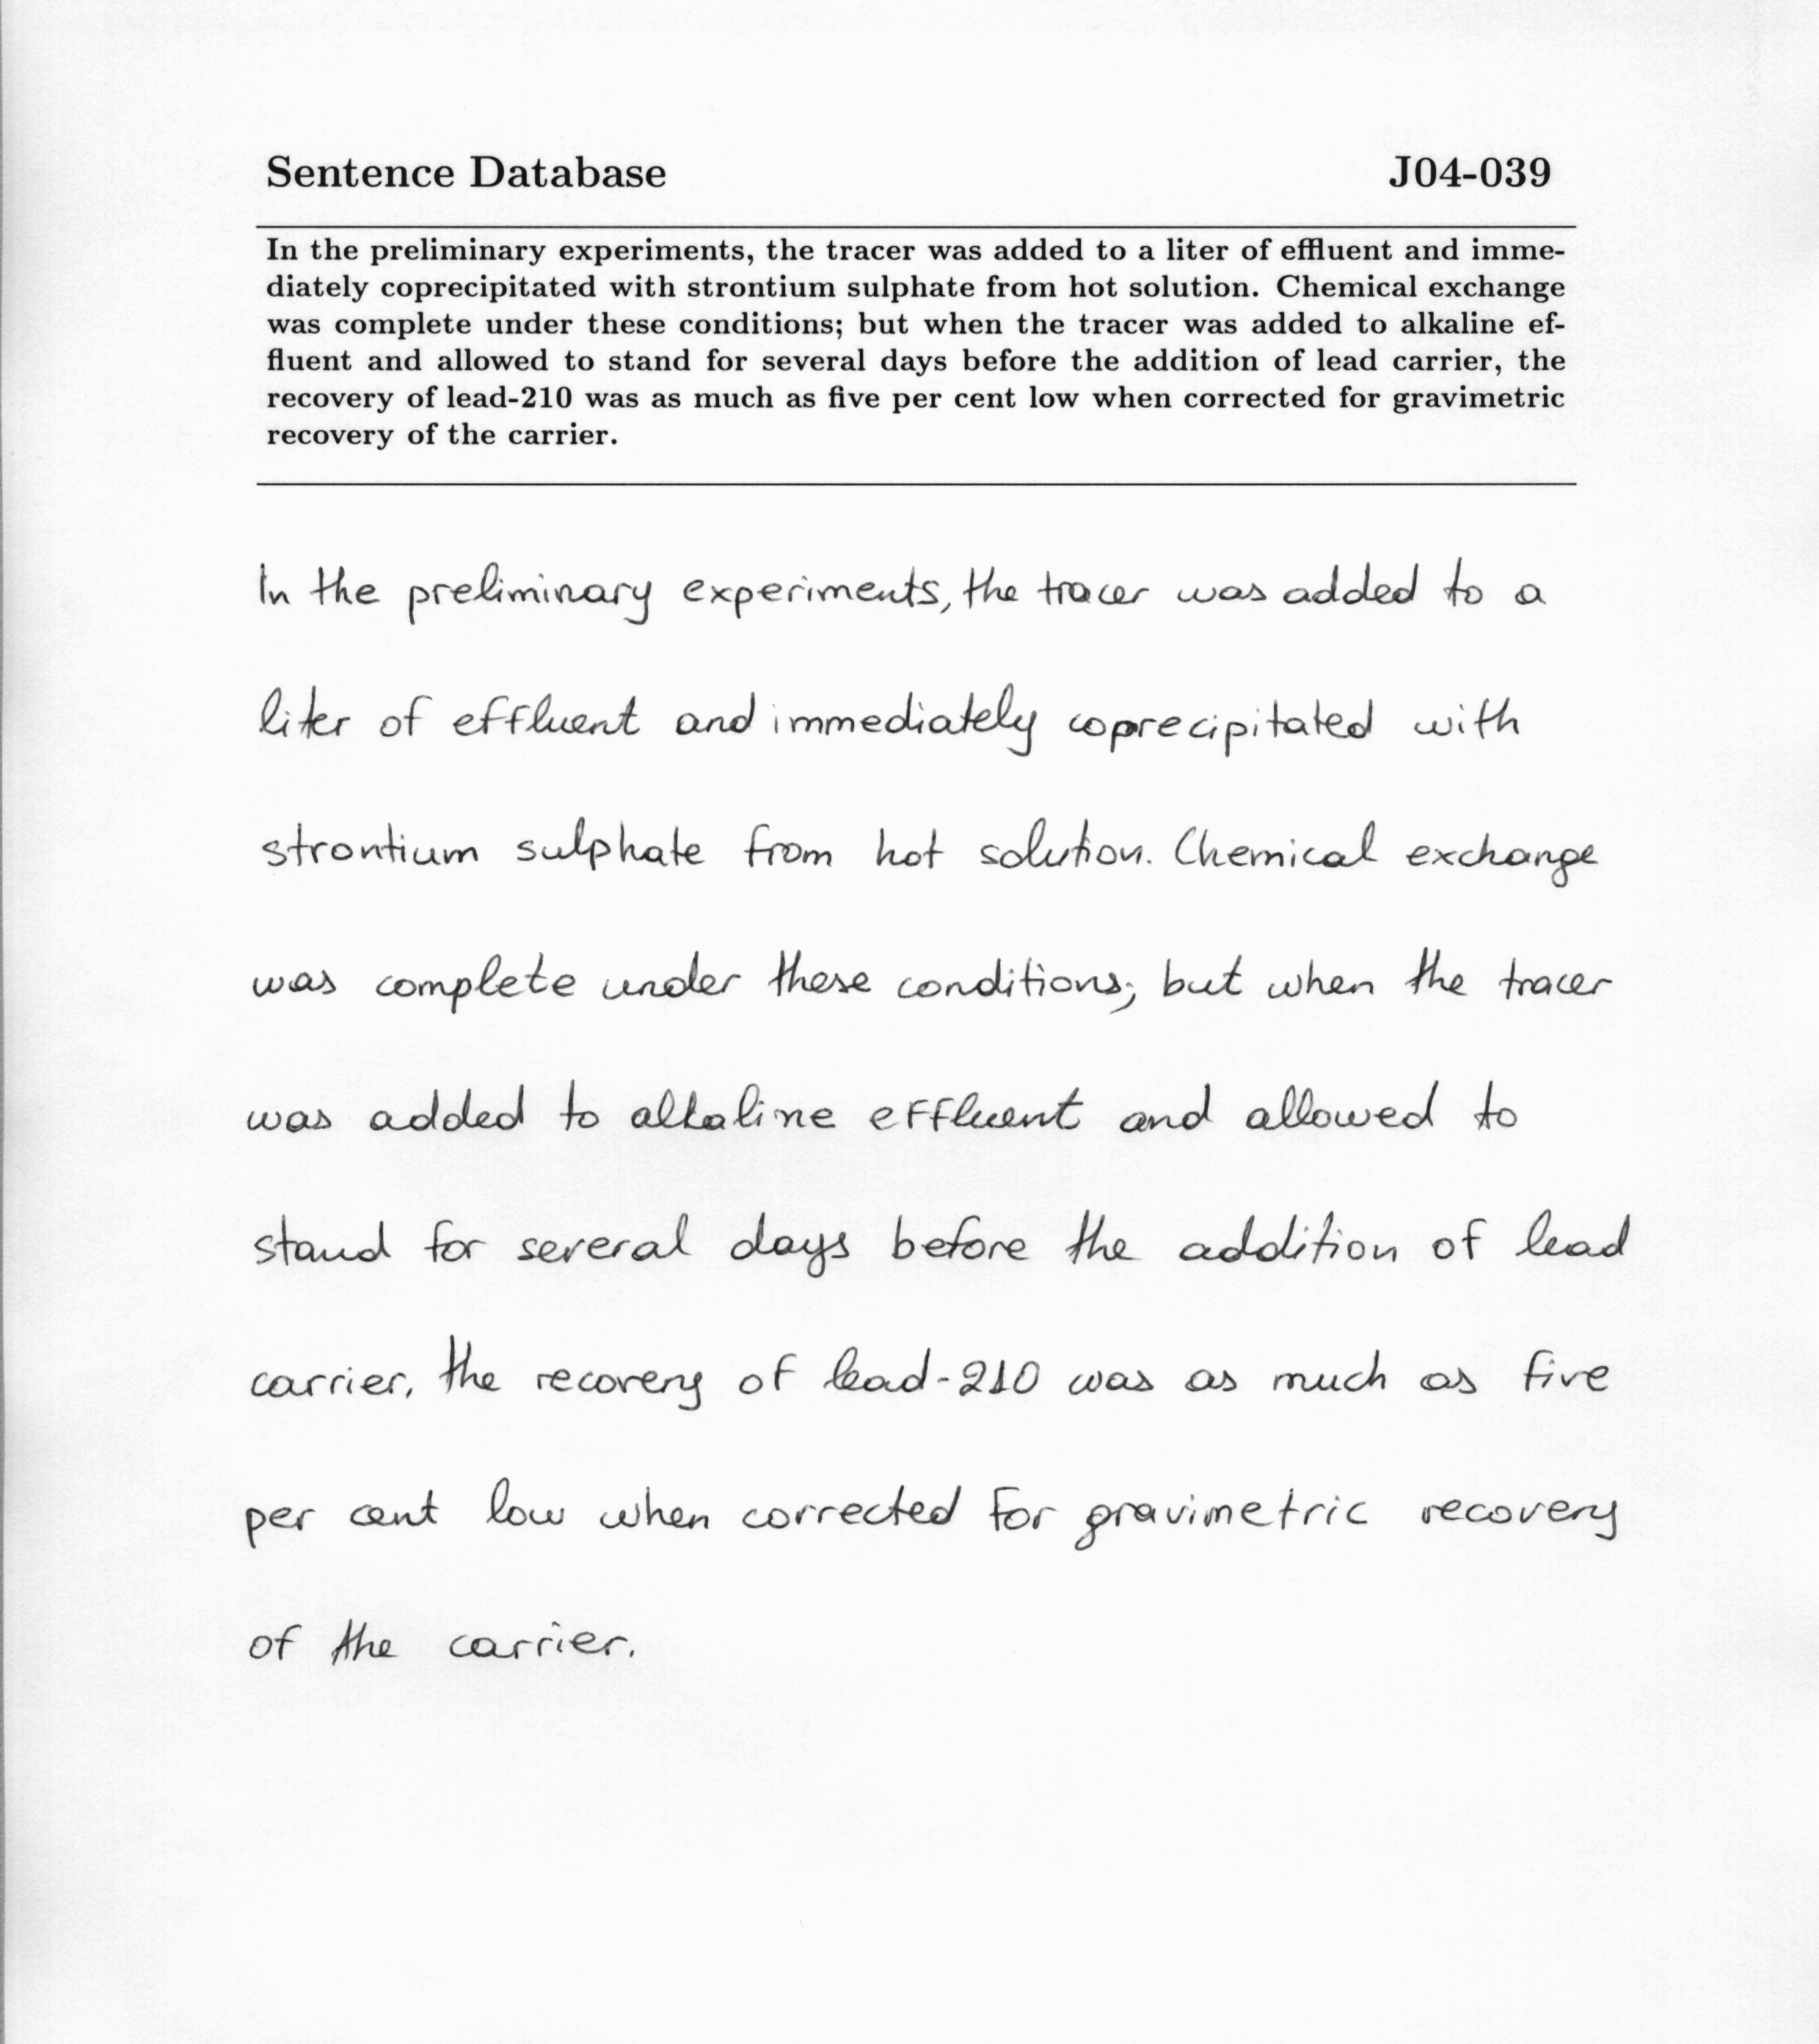 Sentence Database J04-039
In the preliminary experiments, the tracer was added to a liter of effluent and imme-
diately coprecipitated with strontium sulphate from hot solution. Chemical exchange
was complete under these conditions; but when the tracer was added to alkaline ef-
fluent and allowed to stand for several days before the addition of lead carrier, the
recovery of lead-210 was as much as five per cent low when corrected for gravimetric
recovery of the carrier.
In the preliminary experiments, the tracer was added to a
liter of effluent and immediately coprecipitated with
strontium sulphate from hot solution. Chemical exchange
was complete under these conditions; but when the tracer
was added to alkaline effluent and allowed to
stand for several days before the addition of lead
carrier, the recovery of lead-210 was as much as five
per cent low when corrected for gravimetric recovery
of the carrier.